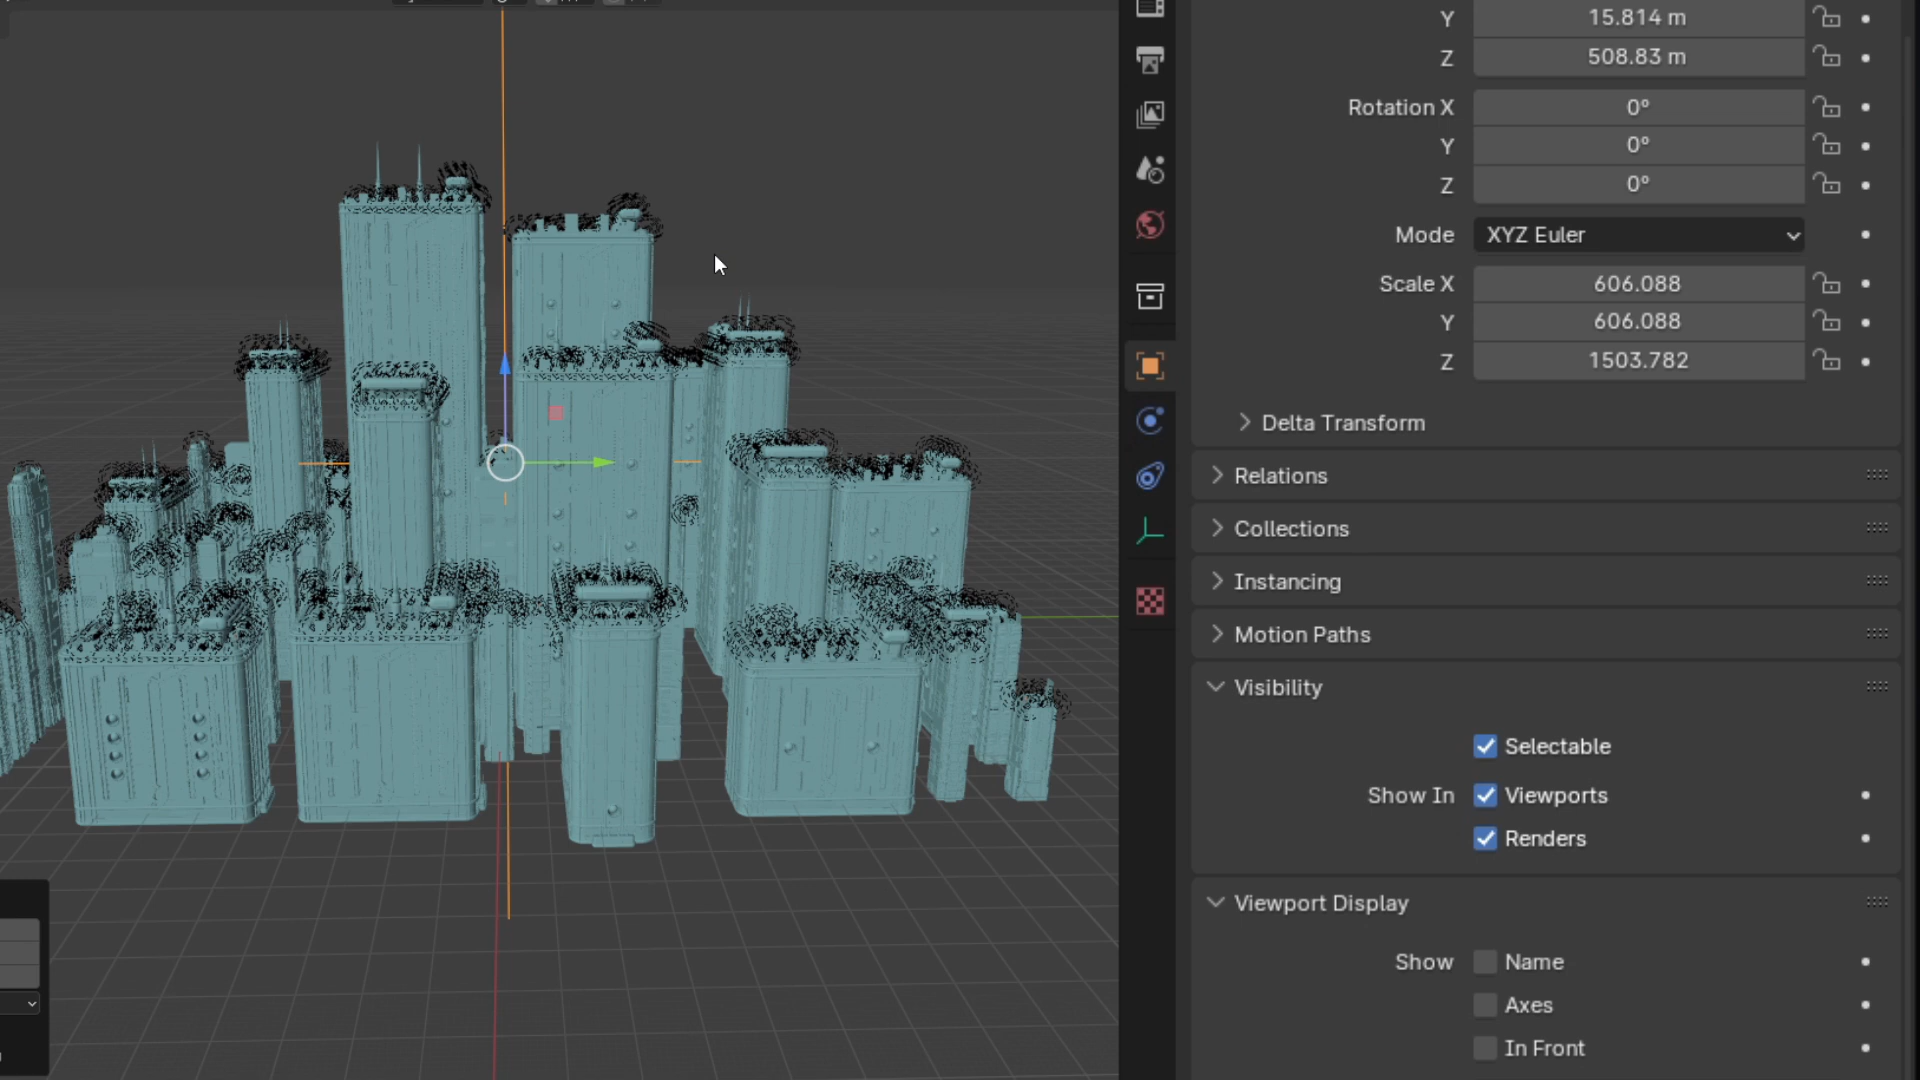 Y 15.814 m
Z 508.83 m
Rotation X 0°
Y 0°
Z 0°
Mode XYZ Euler
Scale X 606.088
Y 606.088
Z 1503.782
Delta Transform
Relations
Collections
Instancing
Motion Paths
Visibility
Selectable
Show In Viewports
Renders
Viewport Display
Show Name
Axes
In Front